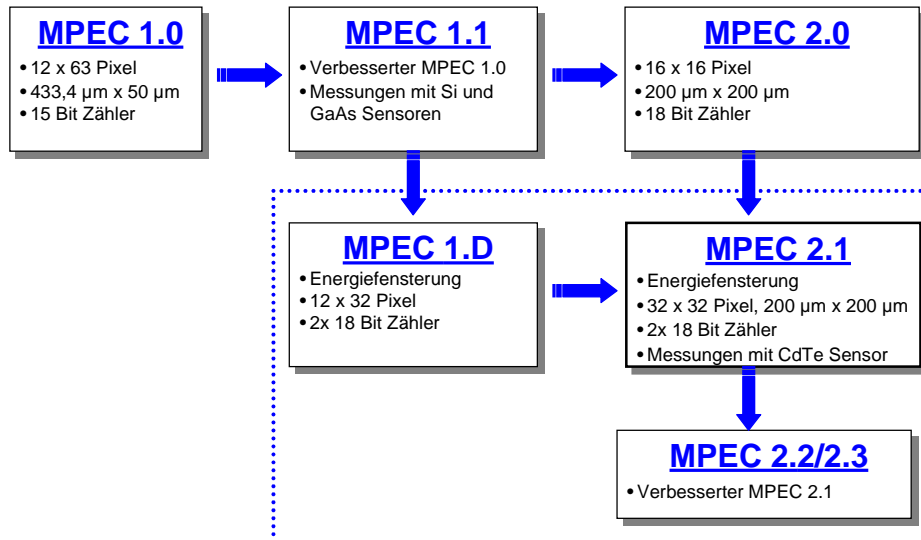 MPEC 1.0
• 12 x 63 Pixel
• 433,4 µm x 50 µm
• 15 Bit Zähler
MPEC 1.1
• Verbesserter MPEC 1.0
• Messungen mit Si und
GaAs Sensoren
MPEC 2.0
• 16 x 16 Pixel
• 200 µm x 200 µm
• 18 Bit Zähler
MPEC 1.D
• Energiefensterung
• 12 x 32 Pixel
• 2x 18 Bit Zähler
MPEC 2.1
• Energiefensterung
• 32 x 32 Pixel, 200 µm x 200 µm
• 2x 18 Bit Zähler
• Messungen mit CdTe Sensor
MPEC 2.2/2.3
• Verbesserter MPEC 2.1